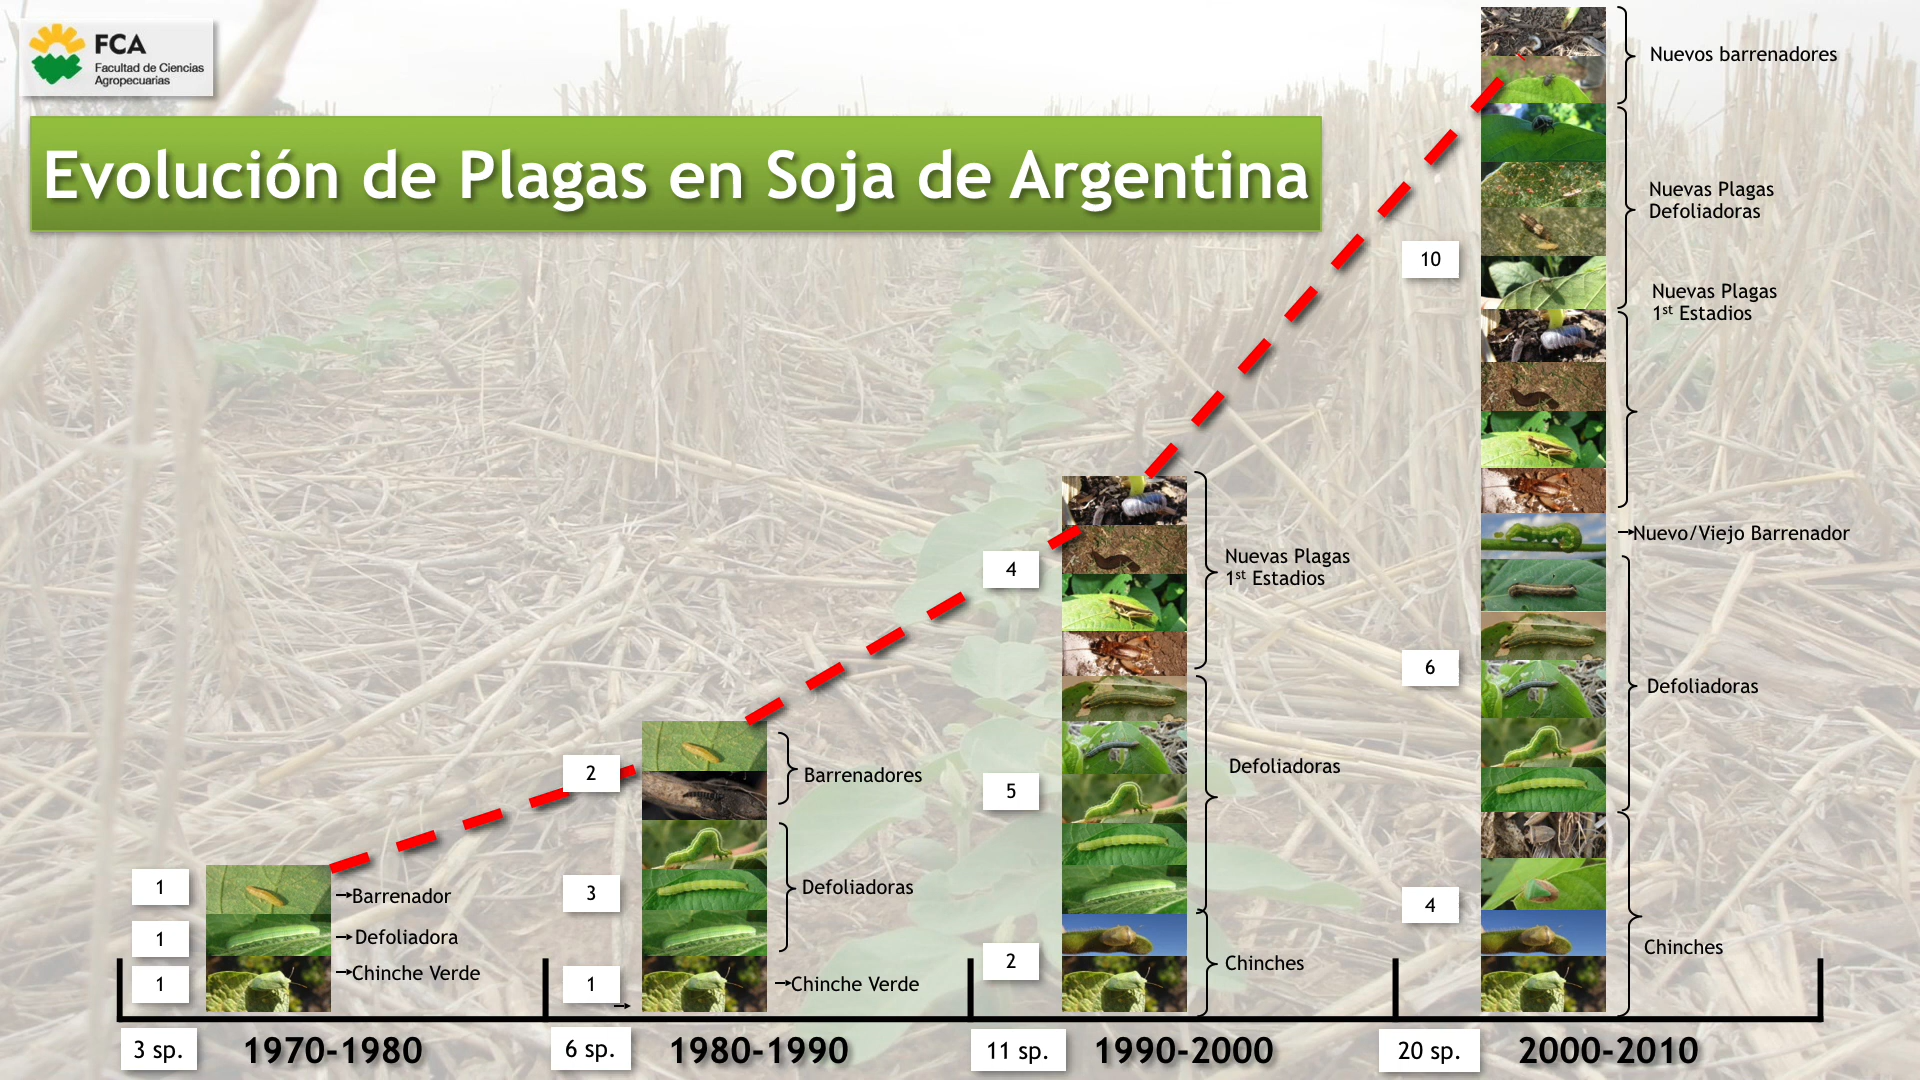 FCA
Facultad de Ciencias
Agropecuarias
Evolución de Plagas en Soja de Argentina
1
1
1
→Barrenador
→Defoliadora
→Chinche Verde
2
3
1
Barrenadores
Defoliadoras
→Chinche Verde
4
5
2
Nuevas Plagas
1st Estadios
Defoliadoras
Chinches
10
6
4
Nuevos barrenadores
Nuevas Plagas
Defoliadoras
Nuevas Plagas
1st Estadios
→Nuevo/Viejo Barrenador
Defoliadoras
Chinches
3 sp.
1970-1980
6 sp.
1980-1990
11 sp.
1990-2000
20 sp.
2000-2010